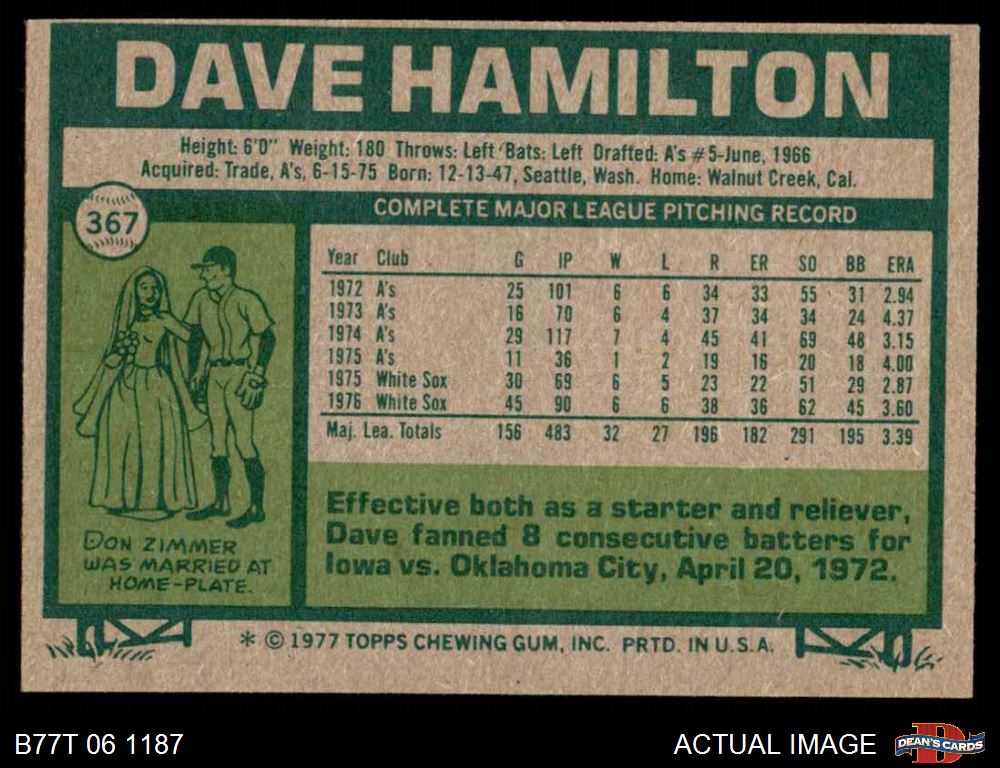 DAVE HAMILTON
Height: 6'0" Weight: 180 Throws: Left Bats: Left Drafted: A's #5-June, 1966
Acquired: Trade, A's, 6-15-75 Born: 12-13-47, Seattle, Wash. Home: Walnut Creek, Cal.
367
COMPLETE MAJOR LEAGUE PITCHING RECORD
Year Club G IP W L R ER SO BB ERA
1972 A's 25 101 6 6 34 33 55 31 2.94
1973 A's 16 70 6 4 37 34 34 24 4.37
1974 A's 29 117 7 4 45 41 69 48 3.15
1975 A's 11 36 1 2 19 16 20 18 4.00
1975 White Sox 30 69 6 5 23 22 51 29 2.87
1976 White Sox 45 90 6 6 38 36 62 45 3.60
Maj. Lea. Totals 156 483 32 27 196 182 291 195 3.39
DON ZIMMER
WAS MARRIED AT
HOME-PLATE.
Effective both as a starter and reliever,
Dave fanned 8 consecutive batters for
Iowa vs. Oklahoma City, April 20, 1972.
* © 1977 TOPPS CHEWING GUM, INC. PRTD. IN U.S.A.
B77T 06 1187
ACTUAL IMAGE
D
DEAN'S CARDS